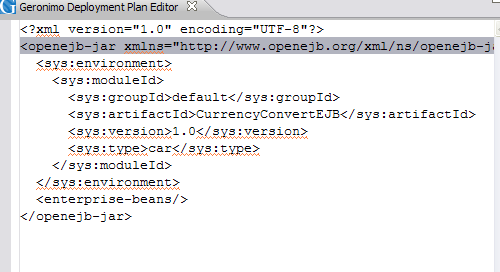 Geronimo Deployment Plan Editor
<?xml version="1.0" encoding="UTF-8"?>
<openejb-jar xmlns="http://www.openejb.org/xml/ns/openejb-ja
<sys:environment>
<sys:moduleId>
<sys:groupId>default</sys:groupId>
<sys:artifactId>CurrencyConvertEJB</sys:artifactId>
<sys:version>1.0</sys:version>
<sys:type>car</sys:type>
</sys:moduleId>
</sys:environment>
<enterprise-beans/>
</openejb-jar>